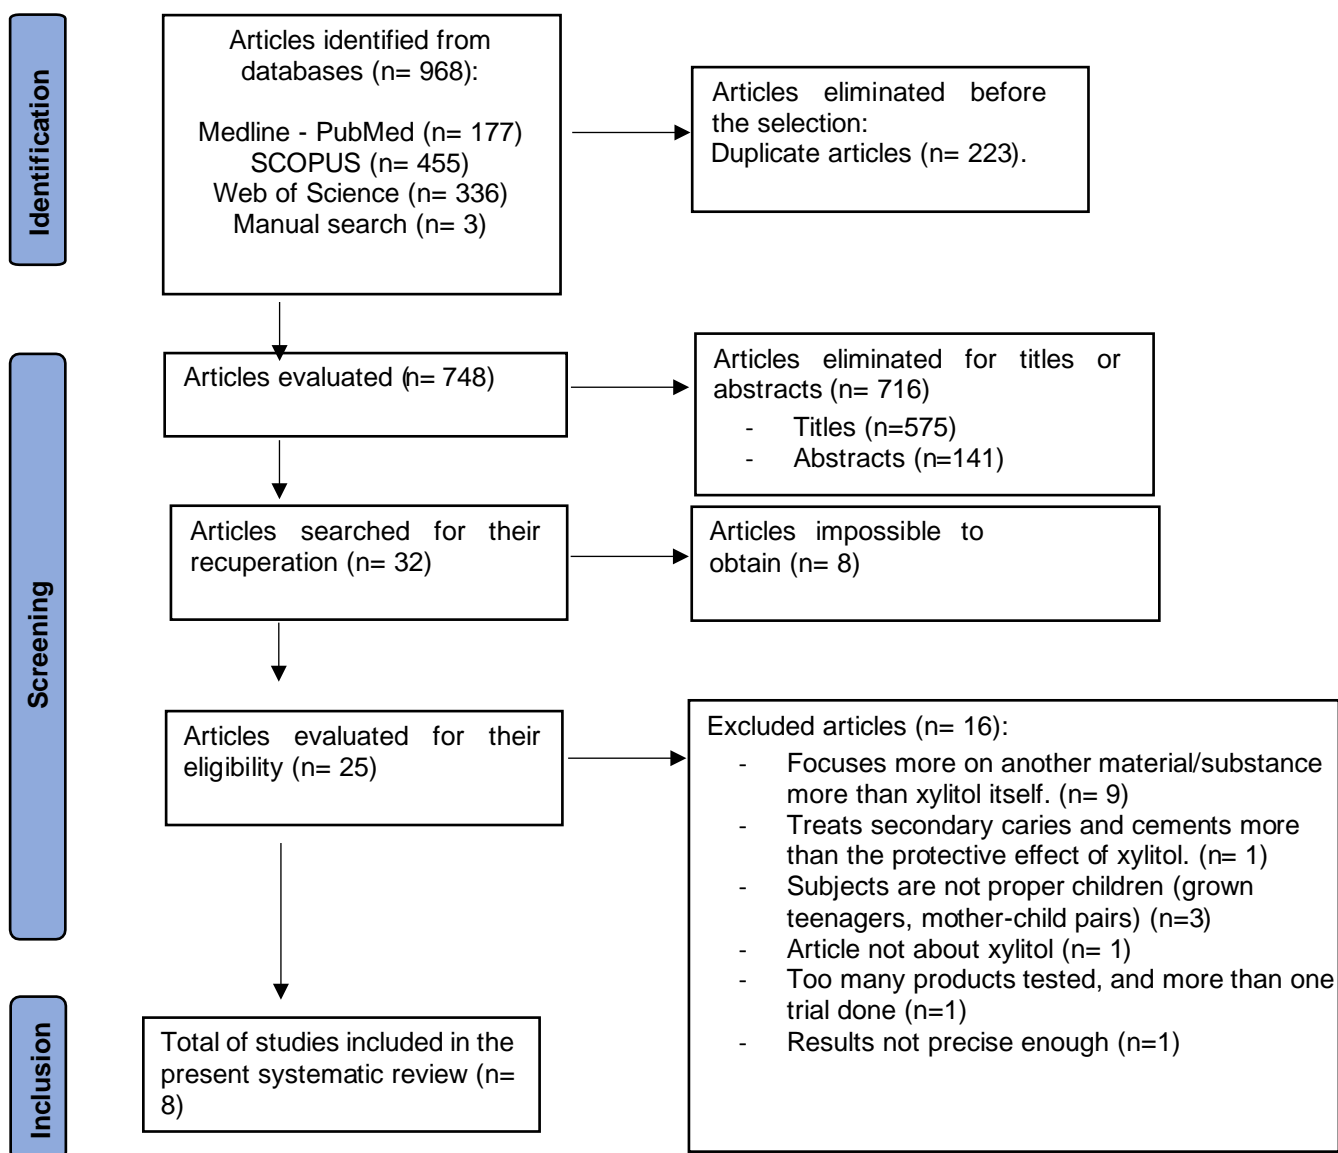 Identification
Articles identified from
databases (n= 968):
Medline - PubMed (n= 177)
SCOPUS (n= 455)
Web of Science (n= 336)
Manual search (n= 3)
Articles eliminated before
the selection:
Duplicate articles (n= 223).
Screening
Articles evaluated (n= 748)
Articles eliminated for titles or
abstracts (n= 716)
- Titles (n=575)
- Abstracts (n=141)
Articles searched for their
recuperation (n= 32)
Articles impossible to
obtain (n= 8)
Articles evaluated for their
eligibility (n= 25)
Excluded articles (n= 16):
- Focuses more on another material/substance
more than xylitol itself. (n= 9)
- Treats secondary caries and cements more
than the protective effect of xylitol. (n= 1)
- Subjects are not proper children (grown
teenagers, mother-child pairs) (n=3)
- Article not about xylitol (n= 1)
- Too many products tested, and more than one
trial done (n=1)
- Results not precise enough (n=1)
Inclusion
Total of studies included in the
present systematic review (n=
8)